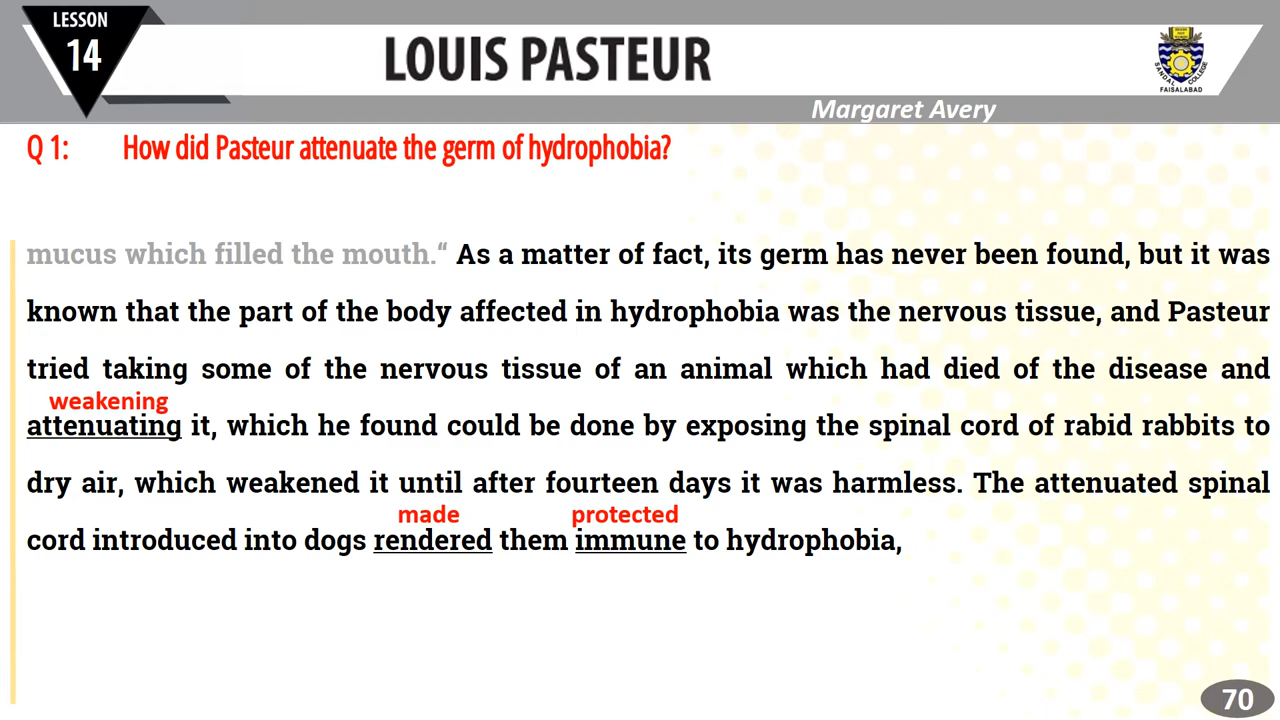 LESSON
14
LOUIS PASTEUR
SANDAL COLLEGE
FAISALABAD
Margaret Avery
Q 1: How did Pasteur attenuate the germ of hydrophobia?
mucus which filled the mouth.“ As a matter of fact, its germ has never been found, but it was
known that the part of the body affected in hydrophobia was the nervous tissue, and Pasteur
tried taking some of the nervous tissue of an animal which had died of the disease and
weakening
attenuating it, which he found could be done by exposing the spinal cord of rabid rabbits to
dry air, which weakened it until after fourteen days it was harmless. The attenuated spinal
made protected
cord introduced into dogs rendered them immune to hydrophobia,
70